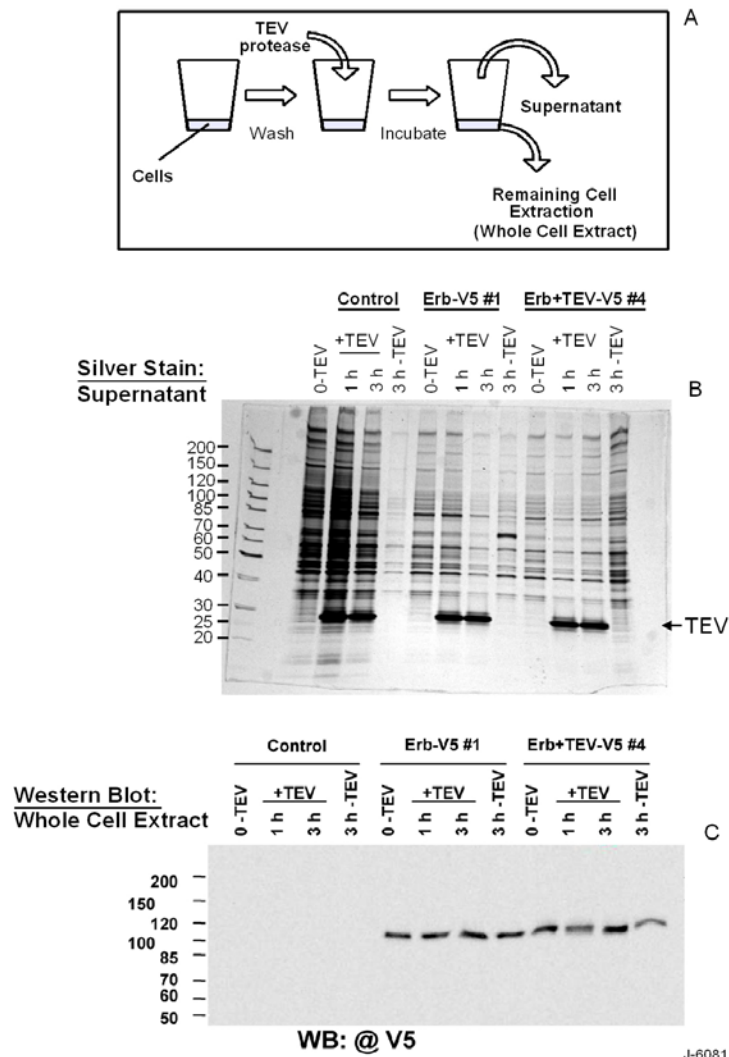 A
TEV
protease
Supernatant
Wash
Incubate
Cells
Remaining Cell
Extraction
(Whole Cell Extract)
Control Erb-V5 #1 Erb+TEV-V5 #4
+TEV +TEV +TEV
0-TEV 1 h 3 h 3 h -TEV 0-TEV 1 h 3 h 3 h -TEV 0-TEV 1 h 3 h 3 h -TEV
Silver Stain:
Supernatant
B
200
150
120
100
85
70
60
50
40
30
25
20
TEV
Control Erb-V5 #1 Erb+TEV-V5 #4
+TEV +TEV +TEV
0 -TEV 1 h 3 h 3 h -TEV 0 -TEV 1 h 3 h 3 h -TEV 0 -TEV 1 h 3 h 3 h -TEV
Western Blot:
Whole Cell Extract
C
200
150
120
100
85
70
60
50
WB: @ V5
J-6081